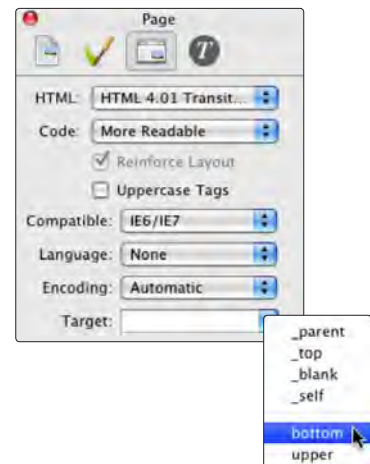 Page
HTML: HTML 4.01 Transit...
Code: More Readable
Reinforce Layout
Uppercase Tags
Compatible: IE6/IE7
Language: None
Encoding: Automatic
Target:
_parent
_top
_blank
_self
bottom
upper